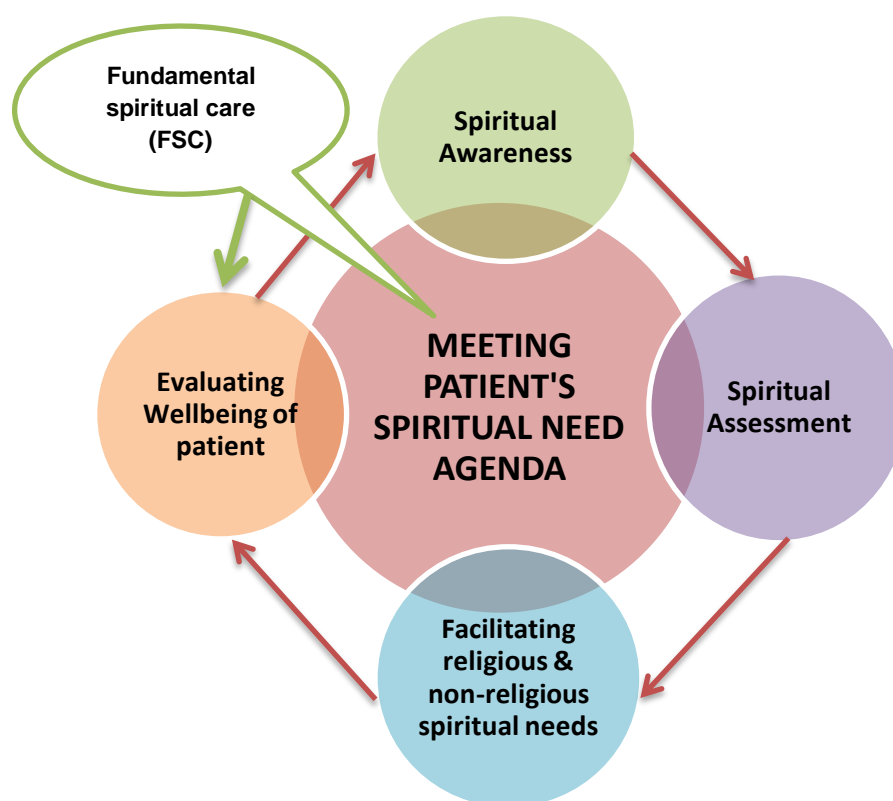 Fundamental
spiritual care
(FSC)
Spiritual
Awareness
MEETING
PATIENT'S
SPIRITUAL NEED
AGENDA
Evaluating
Wellbeing of
patient
Spiritual
Assessment
Facilitating
religious &
non-religious
spiritual needs